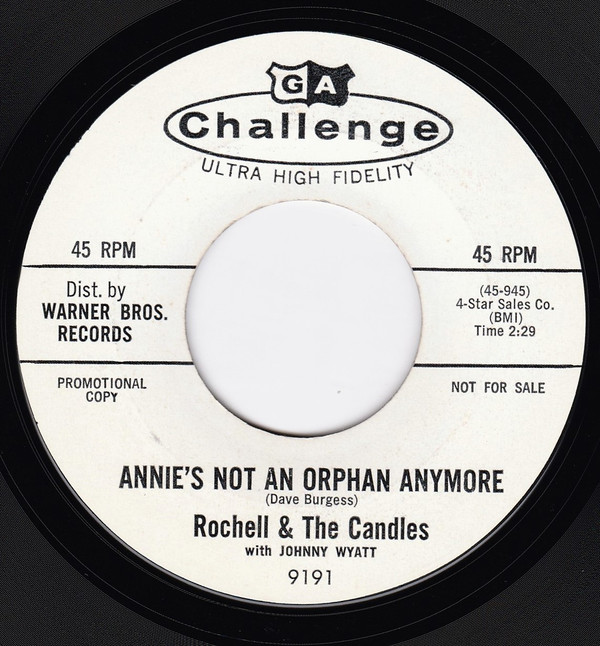 GA
Challenge
ULTRA HIGH FIDELITY
45 RPM
45 RPM
Dist. by
WARNER BROS.
RECORDS
(45-945)
4-Star Sales Co.
(BMI)
Time 2:29
PROMOTIONAL
COPY
NOT FOR SALE
ANNIE'S NOT AN ORPHAN ANYMORE
(Dave Burgess)
Rochell & The Candles
with JOHNNY WYATT
9191